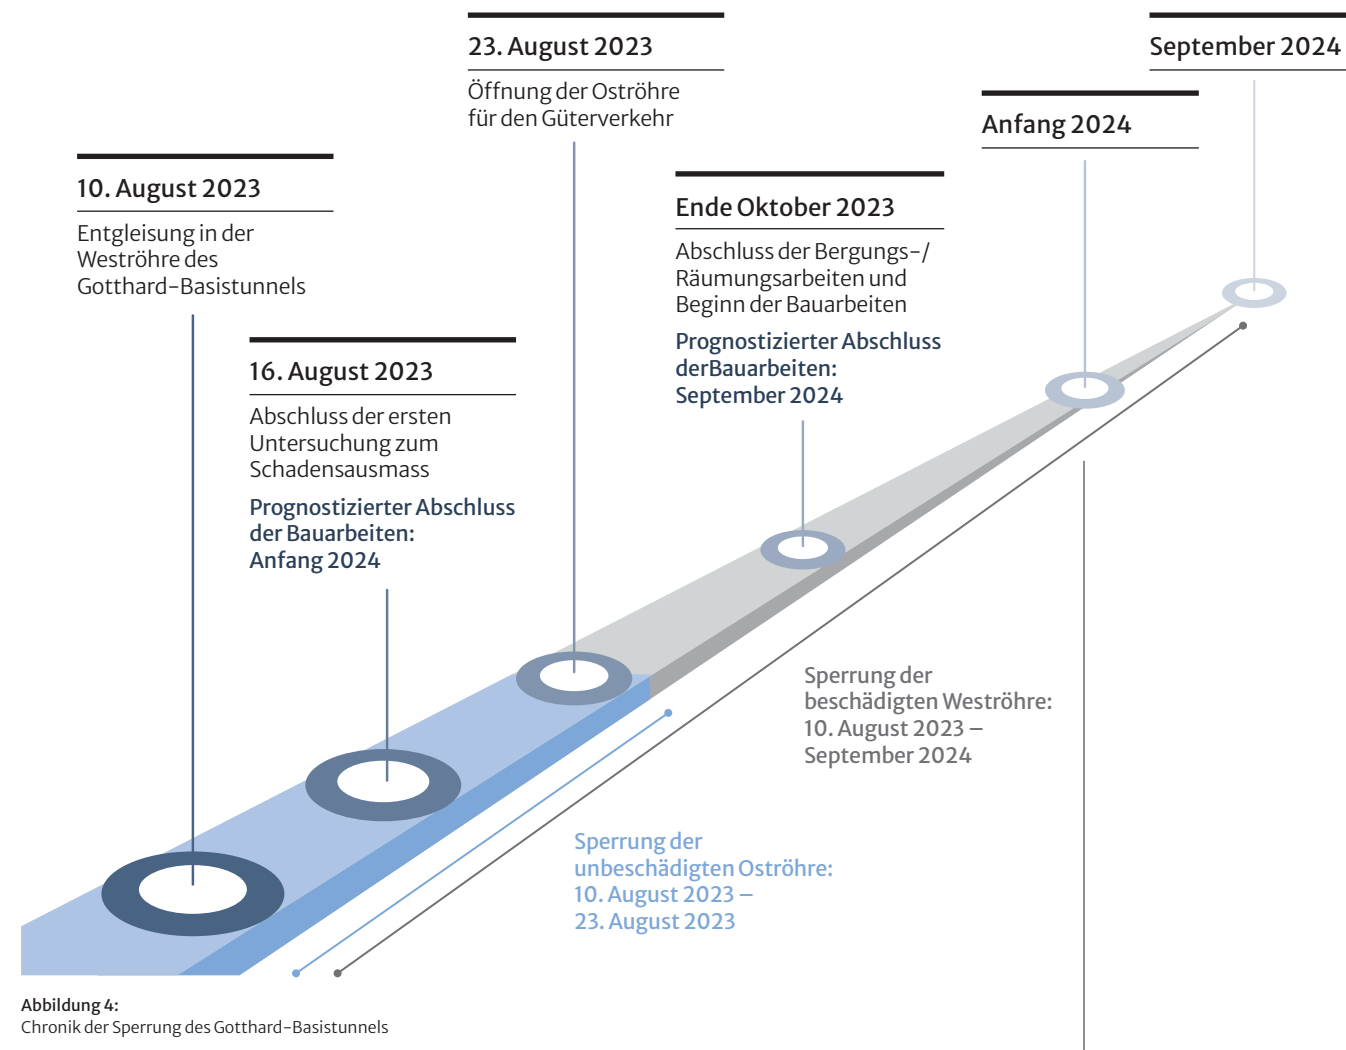 10. August 2023
Entgleisung in der
Weströhre des
Gotthard-Basistunnels
16. August 2023
Abschluss der ersten
Untersuchung zum
Schadensausmass
Prognostizierter Abschluss
der Bauarbeiten:
Anfang 2024
23. August 2023
Öffnung der Oströhre
für den Güterverkehr
Ende Oktober 2023
Abschluss der Bergungs-/
Räumungsarbeiten und
Beginn der Bauarbeiten
Prognostizierter Abschluss
derBauarbeiten:
September 2024
Anfang 2024
September 2024
Sperrung der
beschädigten Weströhre:
10. August 2023 –
September 2024
Sperrung der
unbeschädigten Oströhre:
10. August 2023 –
23. August 2023
Abbildung 4:
Chronik der Sperrung des Gotthard-Basistunnels